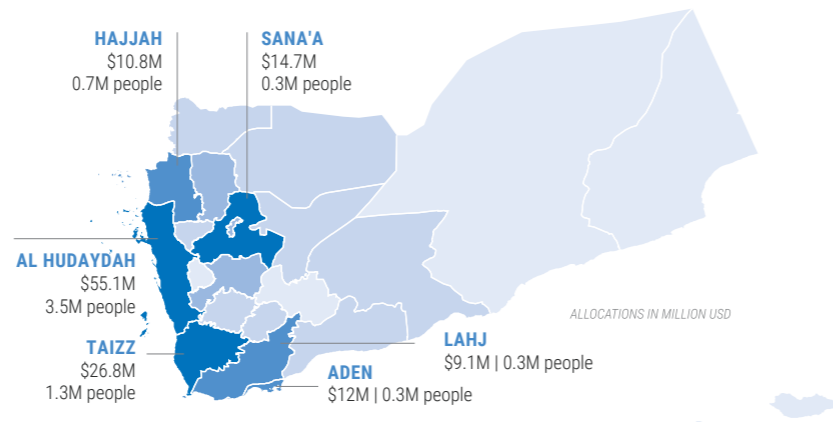 HAJJAH
$10.8M
0.7M people
SANA'A
$14.7M
0.3M people
AL HUDAYDAH
$55.1M
3.5M people
TAIZZ
$26.8M
1.3M people
ALLOCATIONS IN MILLION USD
LAHJ
$9.1M | 0.3M people
ADEN
$12M | 0.3M people